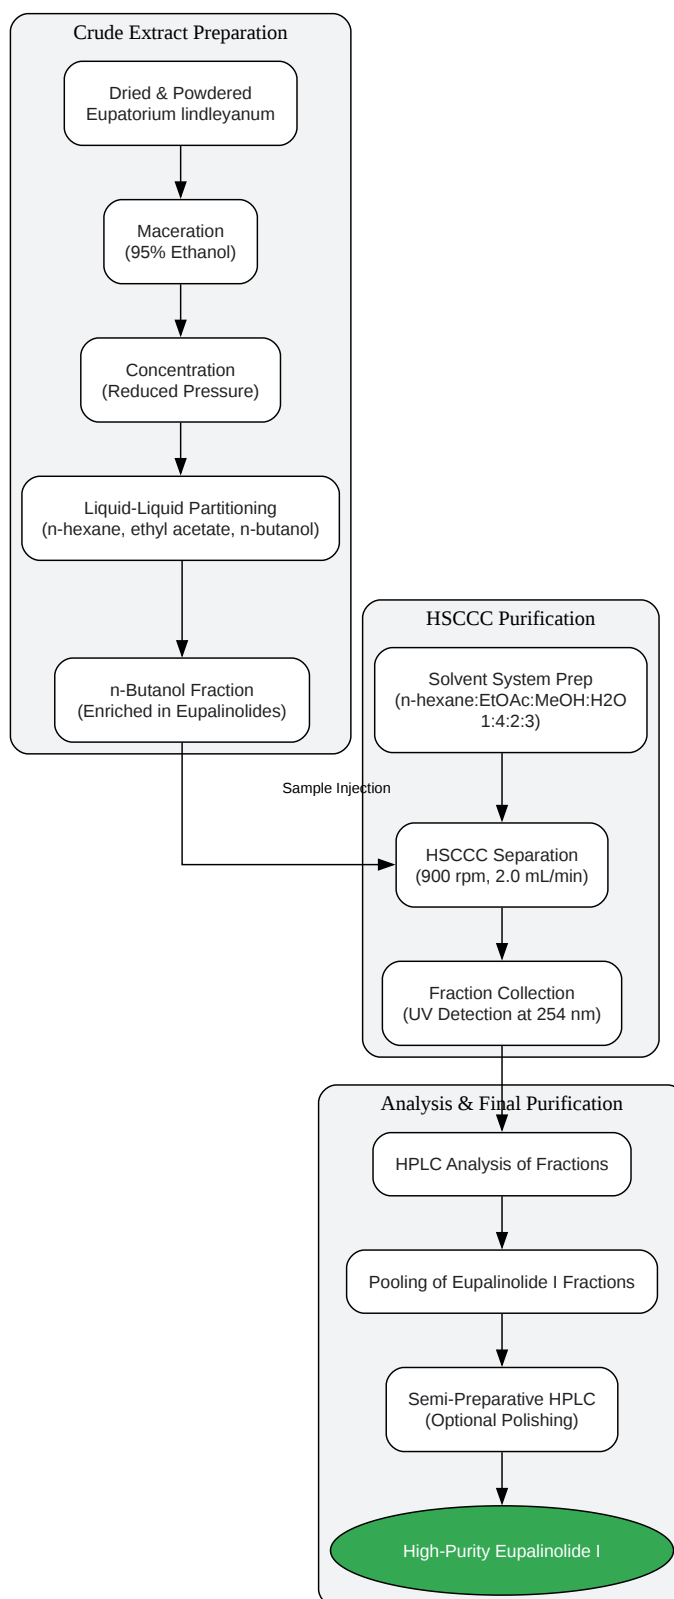 Crude Extract Preparation
Dried & Powdered
Eupatorium lindleyanum
Maceration
(95% Ethanol)
Concentration
(Reduced Pressure)
Liquid-Liquid Partitioning
(n-hexane, ethyl acetate, n-butanol)
n-Butanol Fraction
(Enriched in Eupalinolides)
Sample Injection
HSCCC Purification
Solvent System Prep
(n-hexane:EtOAc:MeOH:H2O
1:4:2:3)
HSCCC Separation
(900 rpm, 2.0 mL/min)
Fraction Collection
(UV Detection at 254 nm)
Analysis & Final Purification
HPLC Analysis of Fractions
Pooling of Eupalinolide I Fractions
Semi-Preparative HPLC
(Optional Polishing)
High-Purity Eupalinolide I